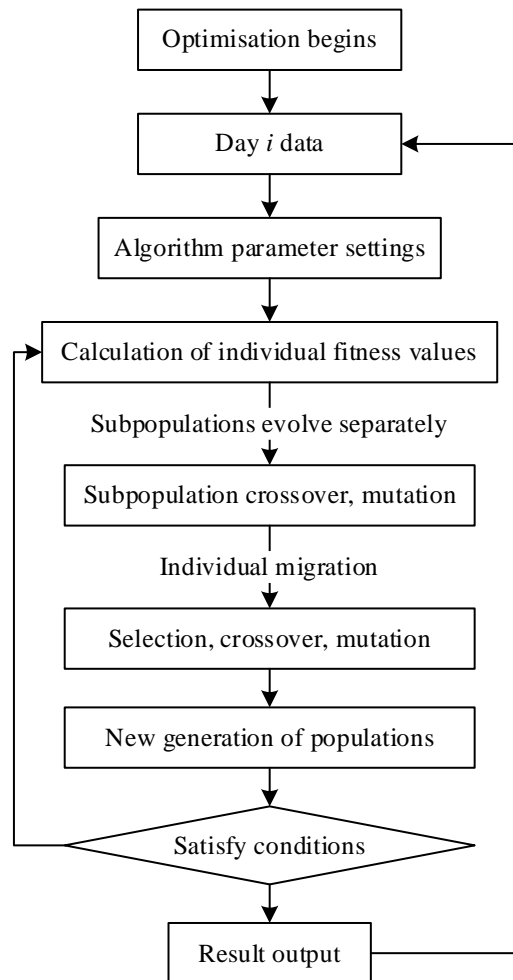 Optimisation begins
Day i data
Algorithm parameter settings
Calculation of individual fitness values
Subpopulations evolve separately
Subpopulation crossover, mutation
Individual migration
Selection, crossover, mutation
New generation of populations
Satisfy conditions
Result output